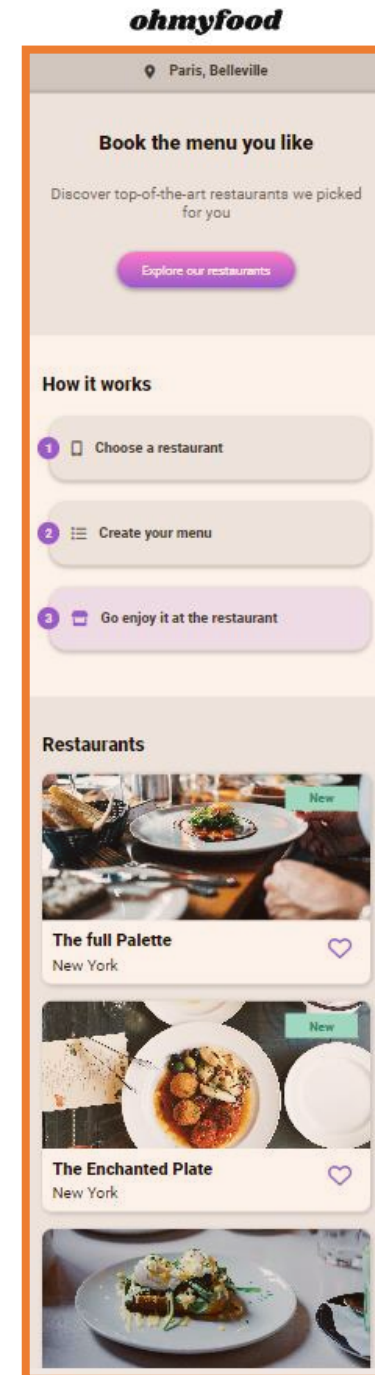 ohmyfood
Paris, Belleville
Book the menu you like
Discover top-of-the-art restaurants we picked
for you
Explore our restaurants
How it works
1 Choose a restaurant
2 Create your menu
3 Go enjoy it at the restaurant
Restaurants
New
The full Palette
New York
New
The Enchanted Plate
New York